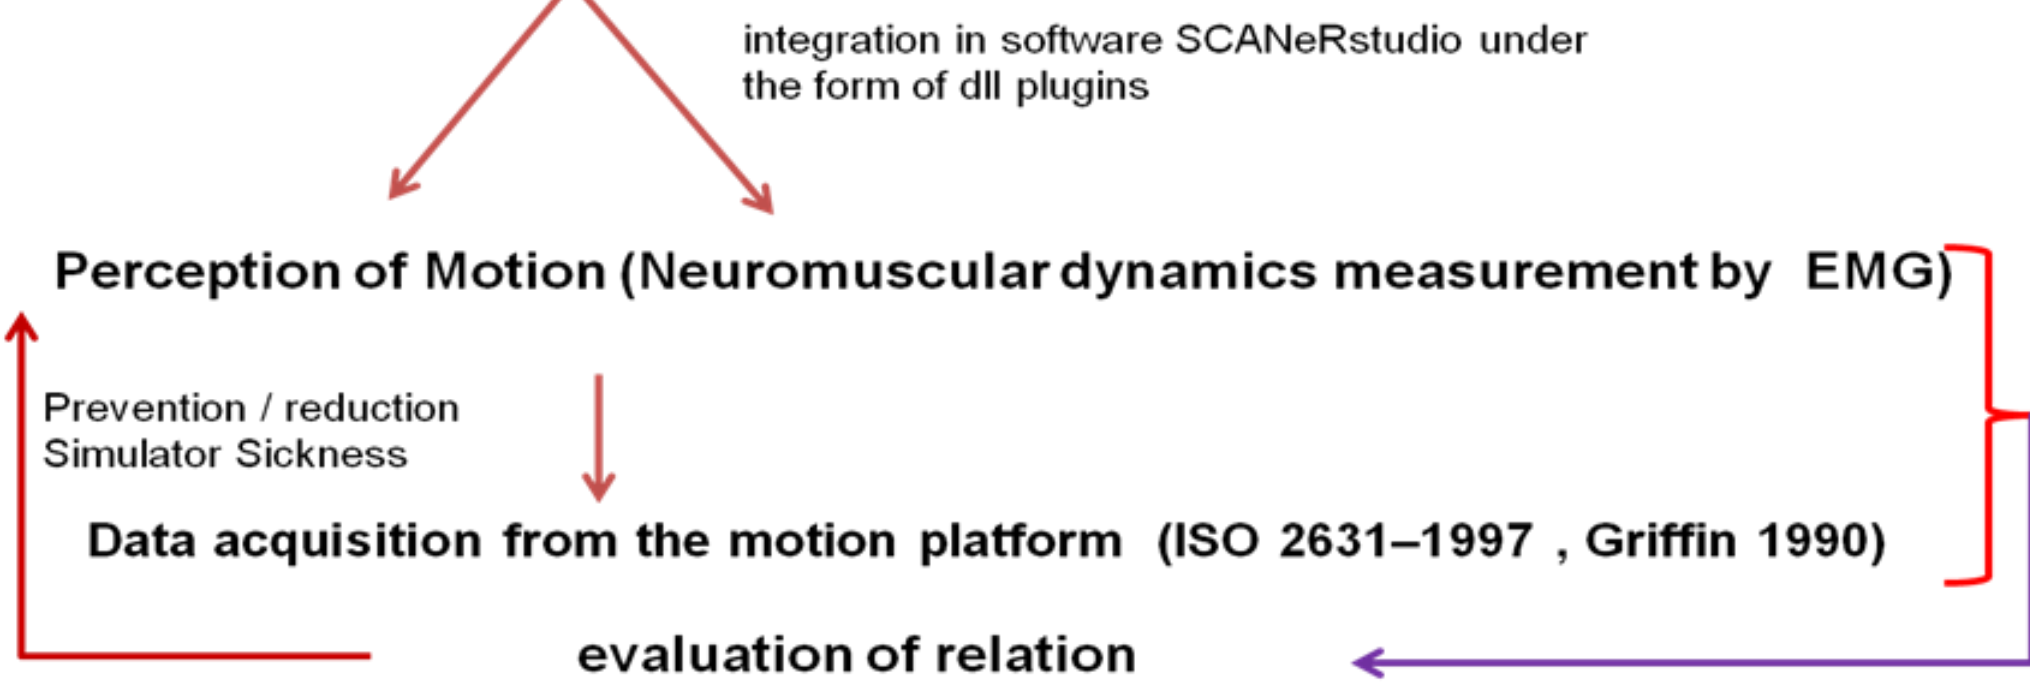 integration in software SCANeRstudio under
the form of dll plugins
Perception of Motion (Neuromuscular dynamics measurement by EMG)
Prevention / reduction
Simulator Sickness
Data acquisition from the motion platform (ISO 2631–1997 , Griffin 1990)
evaluation of relation